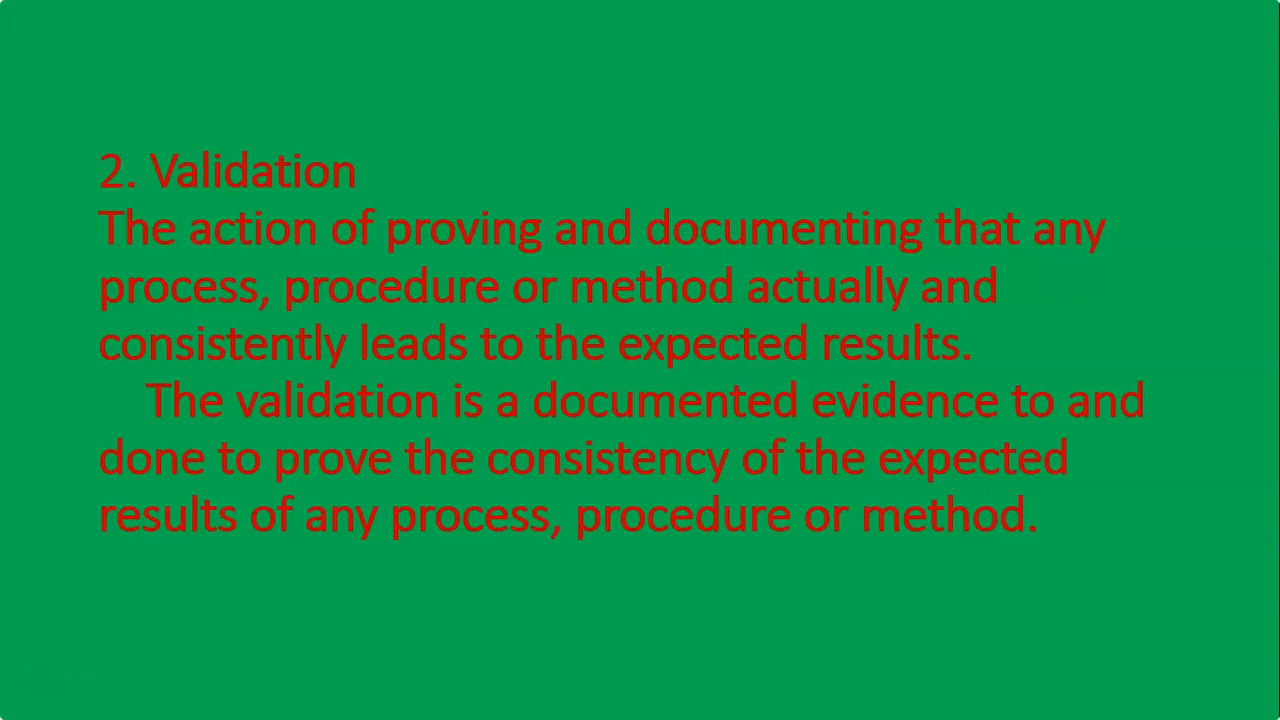 2. Validation
The action of proving and documenting that any
process, procedure or method actually and
consistently leads to the expected results.
The validation is a documented evidence to and
done to prove the consistency of the expected
results of any process, procedure or method.